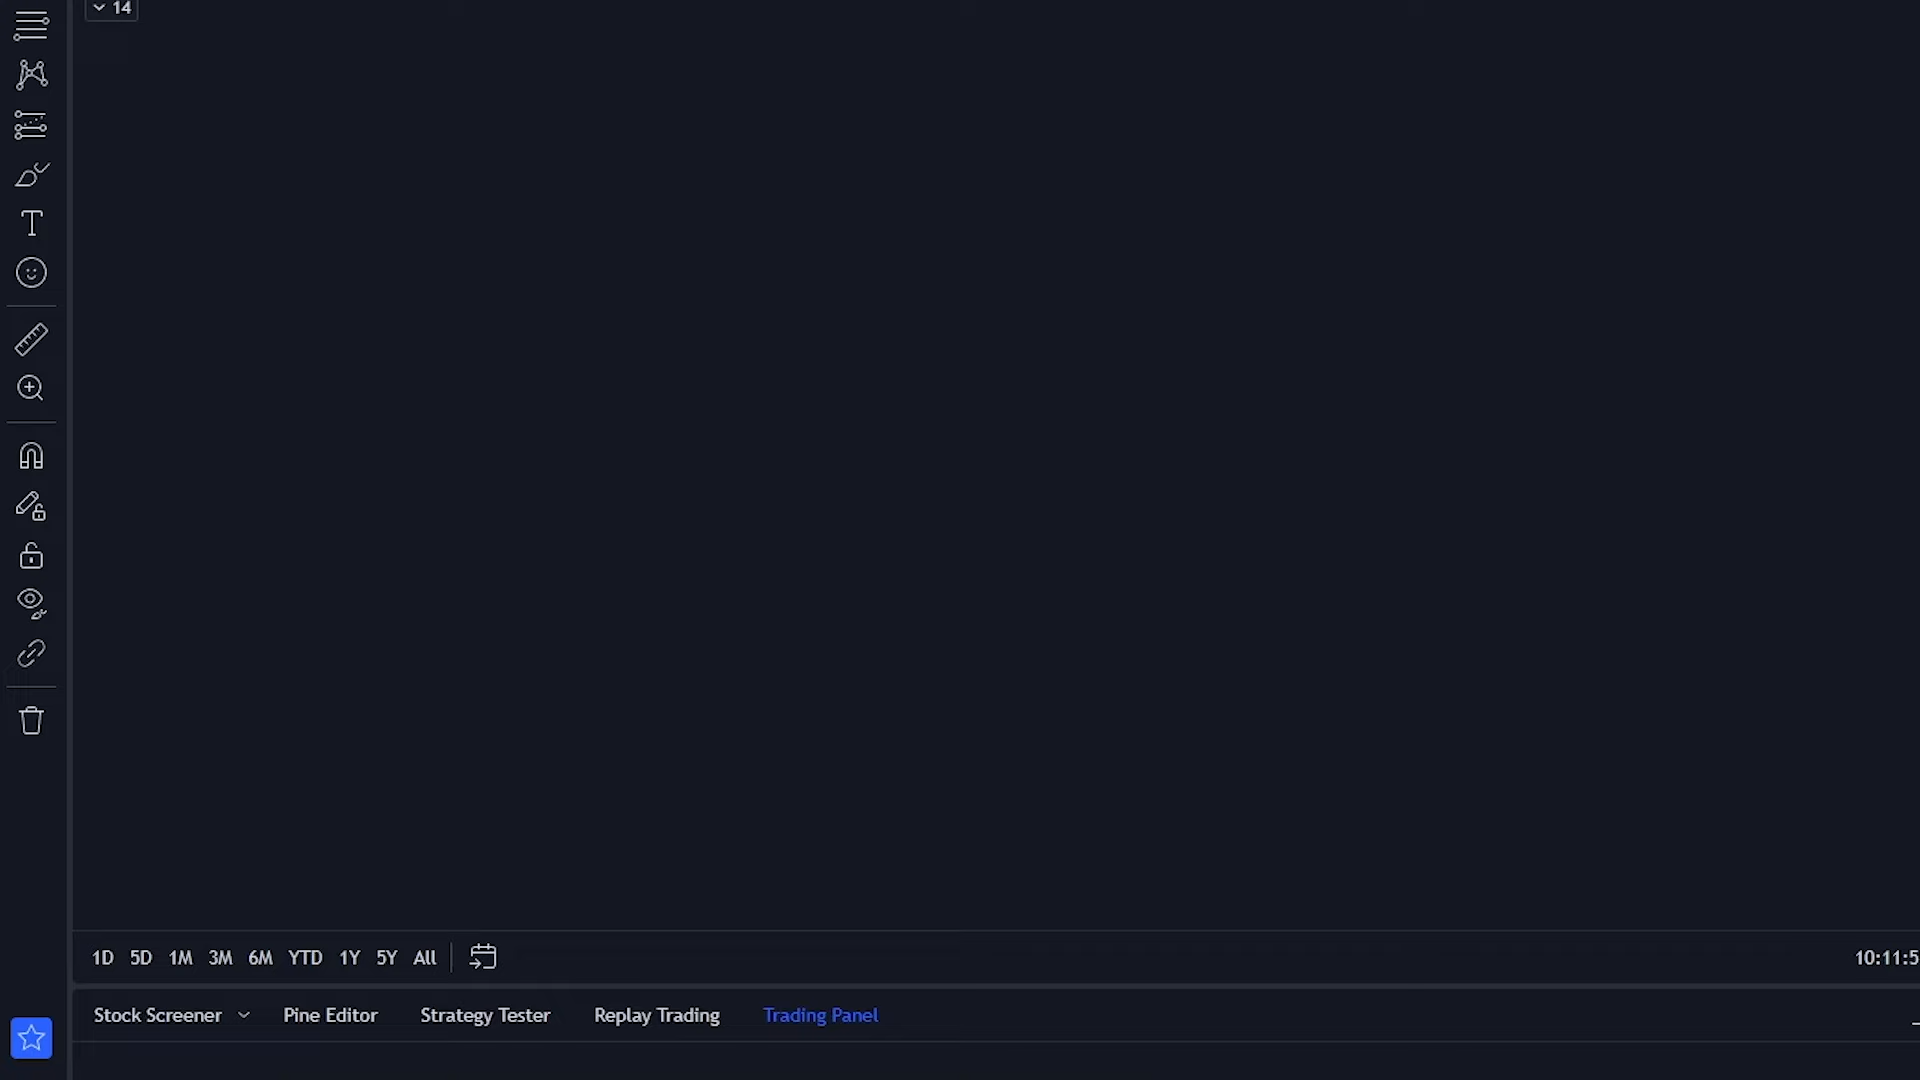 14
1D 5D 1M 3M 6M YTD 1Y 5Y All
10:11:5
Stock Screener Pine Editor Strategy Tester Replay Trading Trading Panel